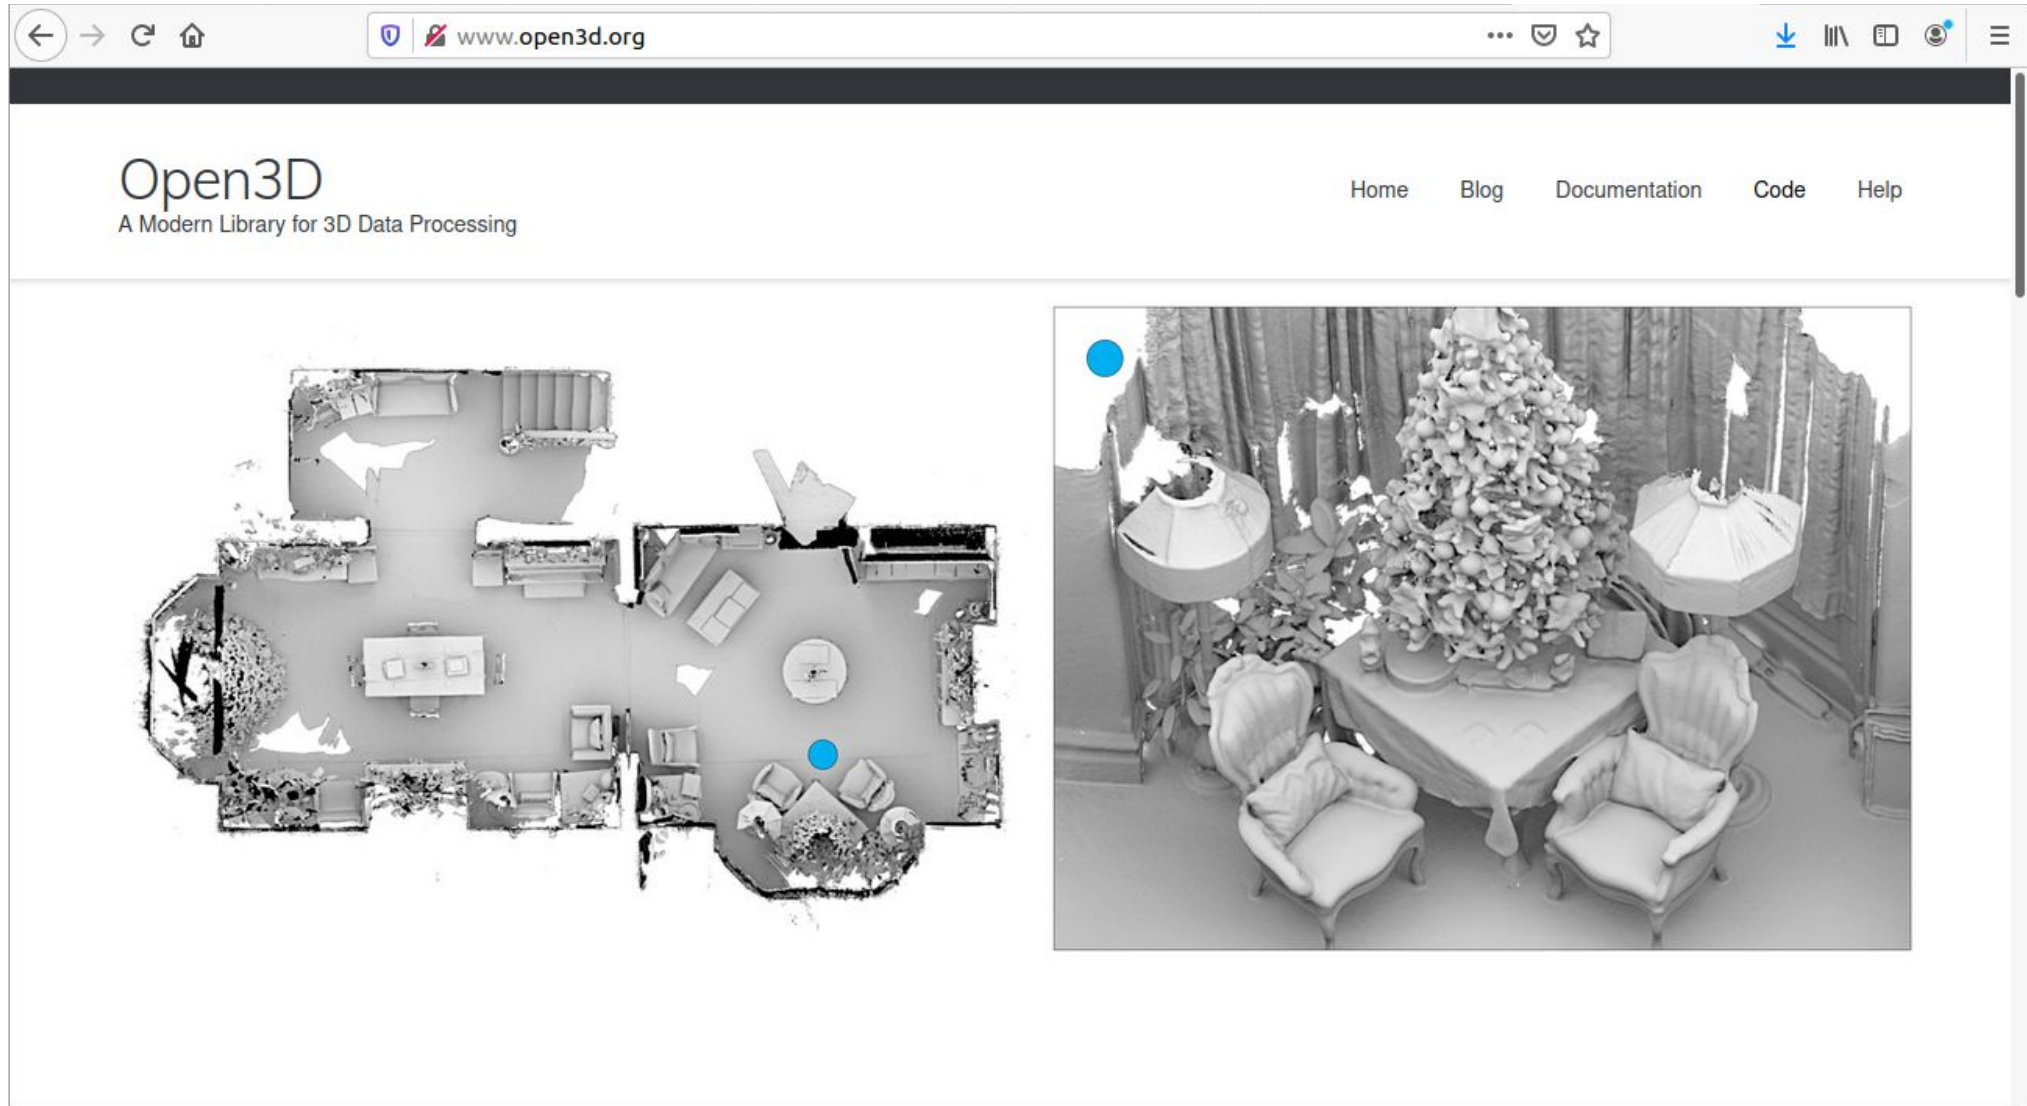 www.open3d.org
Open3D
A Modern Library for 3D Data Processing
Home Blog Documentation Code Help